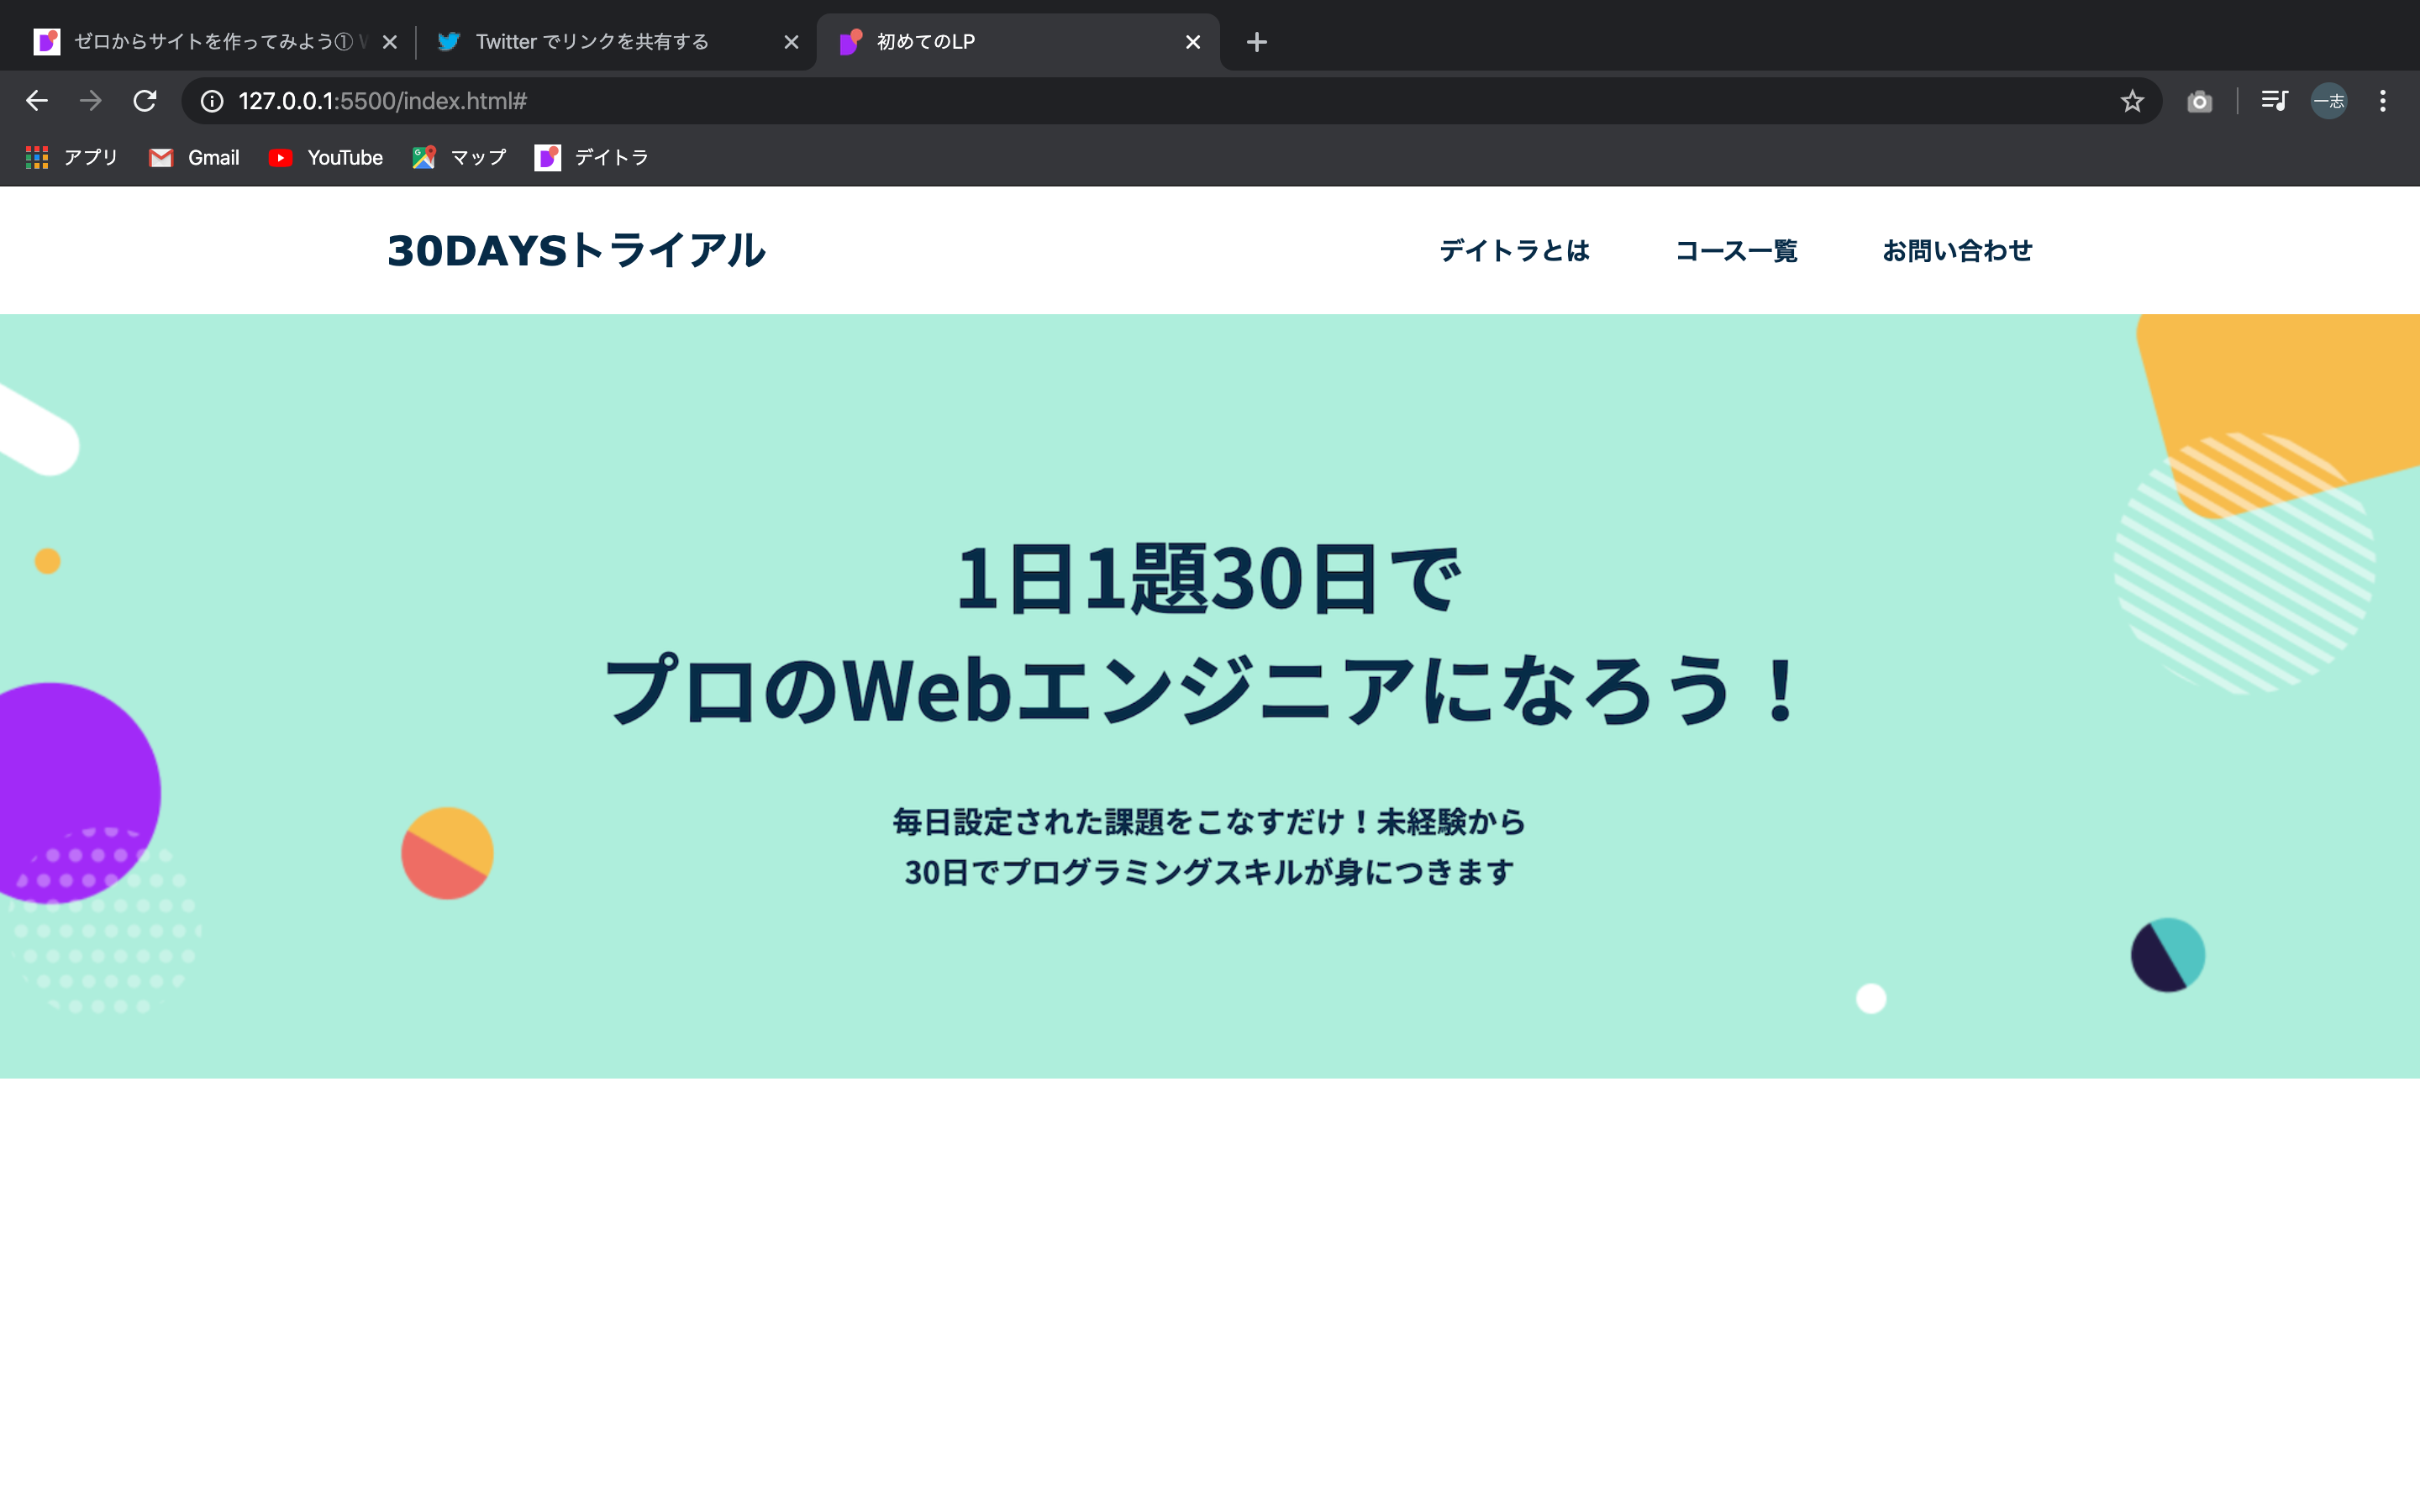 ゼロからサイトを作ってみよう① W
Twitter でリンクを共有する
初めてのLP
127.0.0.1:5500/index.html#
一志
アプリ Gmail YouTube マップ デイトラ
30DAYSトライアル
デイトラとは コース一覧 お問い合わせ
1日1題30日で
プロのWebエンジニアになろう！
毎日設定された課題をこなすだけ！未経験から
30日でプログラミングスキルが身につきます